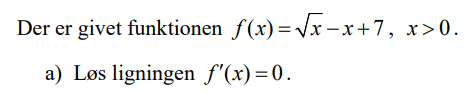 Der er givet funktionen f(x)=√x−x+7, x>0.
a) Løs ligningen f′(x)=0.